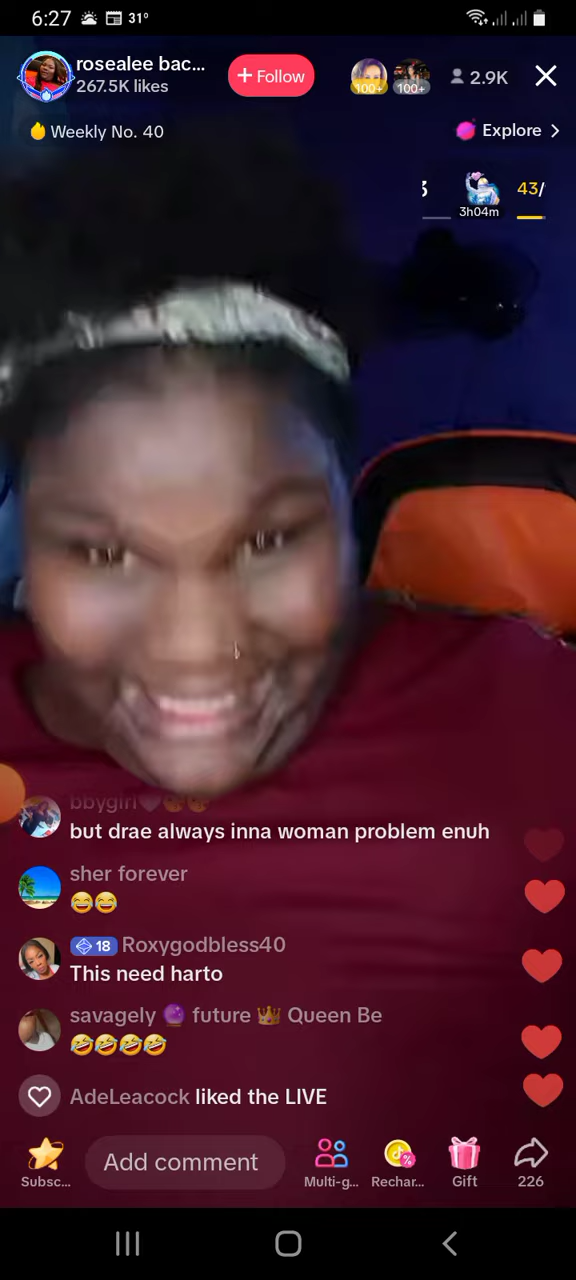 6:27 31°
rosealee bac...
267.5K likes
+ Follow
100+ 100+
2.9K
Weekly No. 40
Explore
43/
3h04m
bbygirl
but drae always inna woman problem enuh
sher forever
😂😂
18 Roxygodbless40
This need harto
savagely 🔮 future 👑 Queen Be
🤣🤣🤣🤣
AdeLeacock liked the LIVE
Add comment
Subsc... Multi-g... Rechar... Gift 226